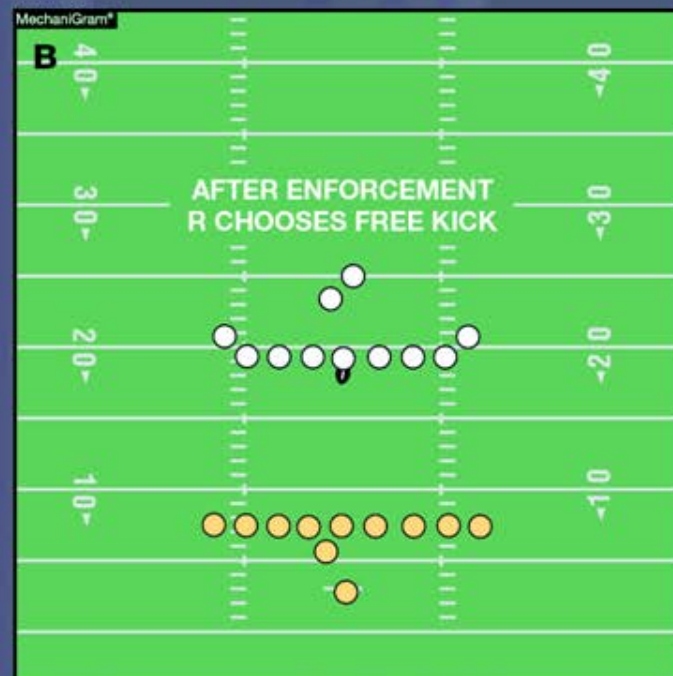 MechaniGram®
B
40 40
AFTER ENFORCEMENT
30 R CHOOSES FREE KICK 30
20 20
10 10